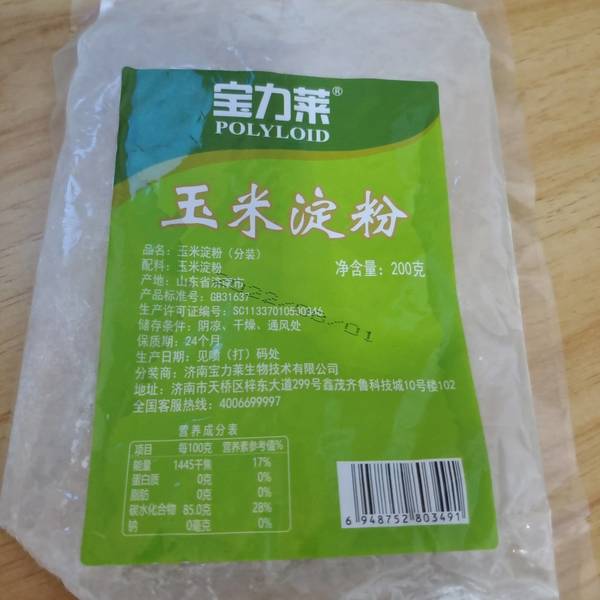 宝力莱®
POLYLOID
玉米淀粉
品名：玉米淀粉（分装）
配料：玉米淀粉
净含量：200克
产地：山东省济南市
产品标准号：GB31637
2022/08/01
生产许可证编号：SC11337010530346
储存条件：阴凉、干燥、通风处
保质期：24个月
生产日期：见喷（打）码处
分装商：济南宝力莱生物技术有限公司
地址：济南市天桥区梓东大道299号鑫茂齐鲁科技城10号楼102
全国客服热线：4006699997
营养成分表
项目 每100克 营养素参考值%
能量 1445千焦 17%
蛋白质 0克 0%
脂肪 0克 0%
碳水化合物 85.0克 28%
钠 0毫克 0%
6 948752 803491